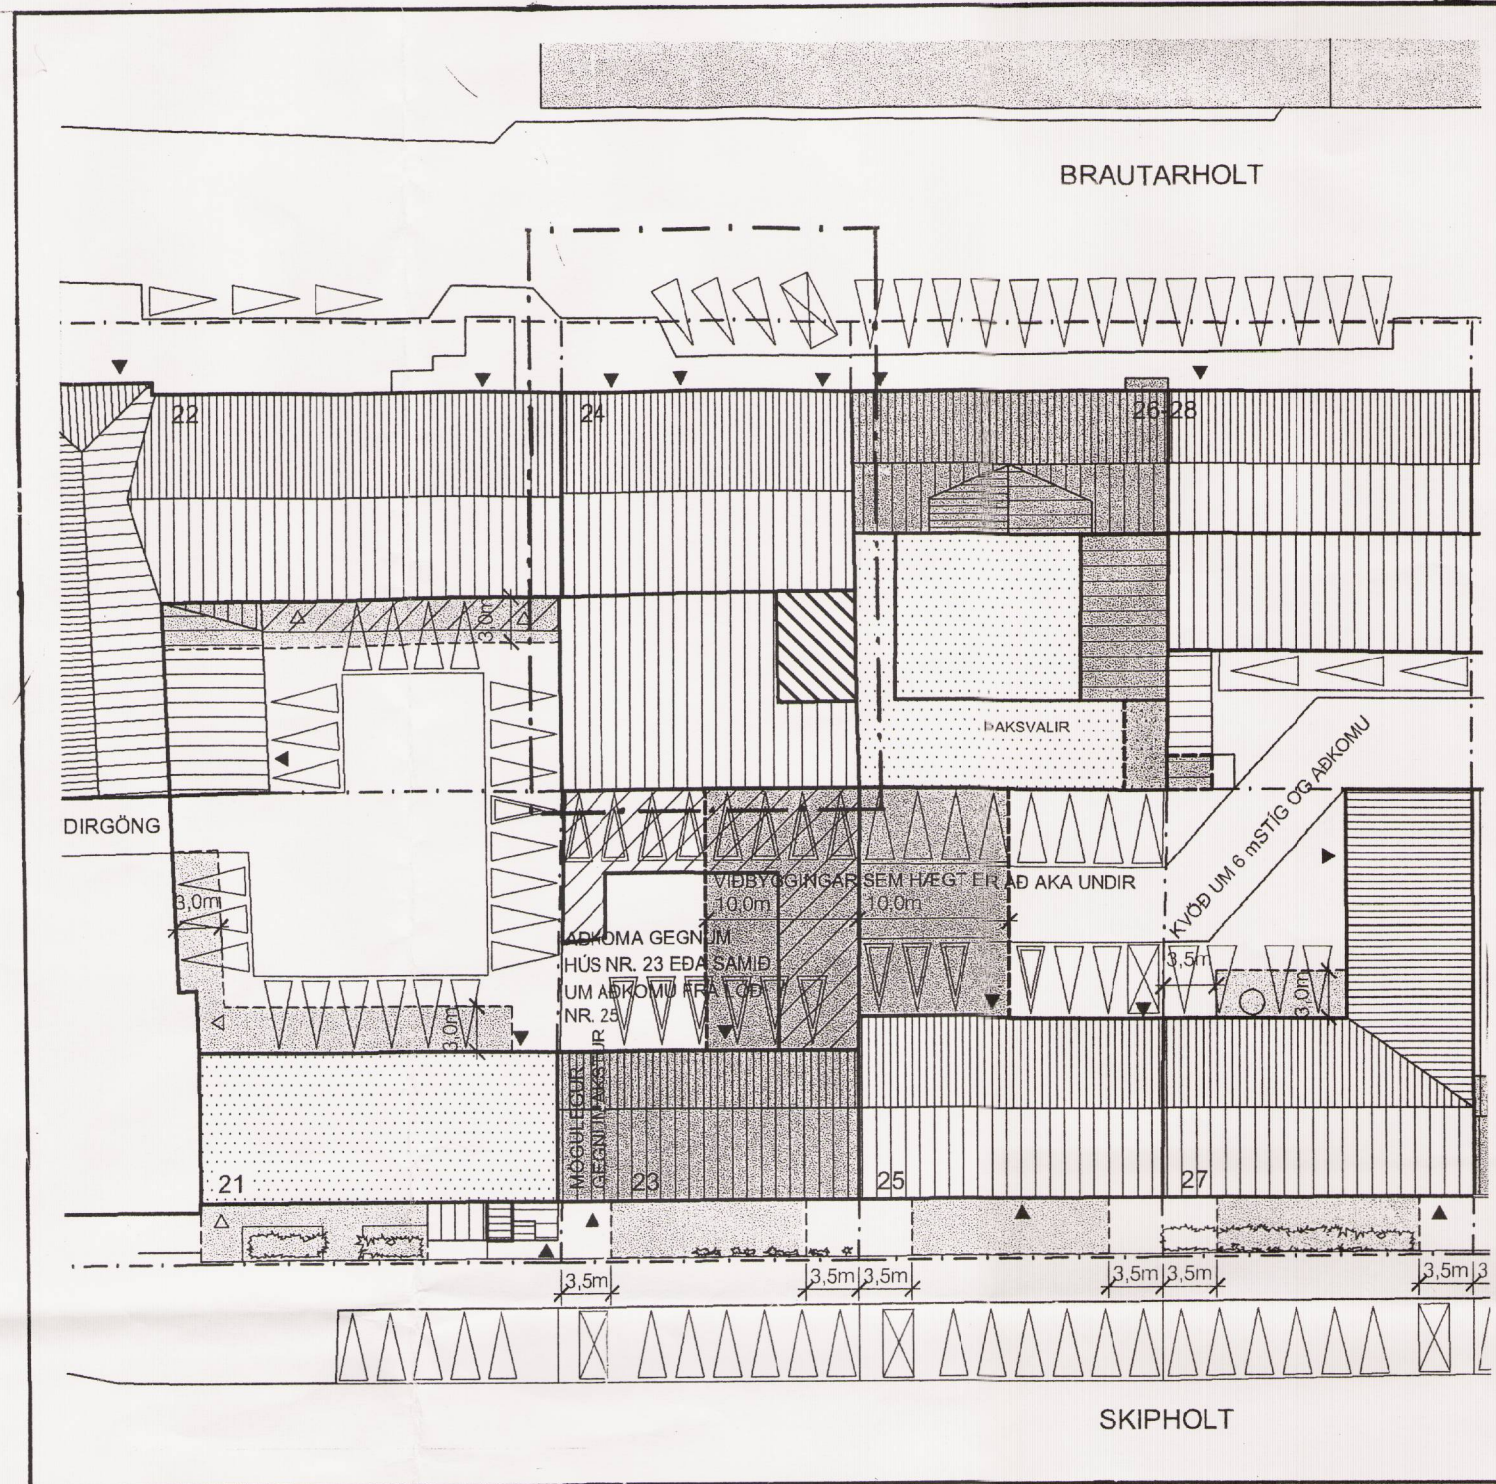 BRAUTARHOLT
22
24
26-28
3,0m
ÞAKSVALIR
KVÖÐ UM 6 mSTÍG OG AÐKOMU
DIRGÖNG
VIÐBYGGINGAR SEM HÆGT ER AÐ AKA UNDIR
10,0m
10,0m
3,0m
AÐKOMA GEGNUM
HÚS NR. 23 EÐA SAMIÐ
UM AÐKOMU FRÁ LÓÐ
NR. 25
3,5m
3,0m
3,0m
MÖGULEGUR
GEGNUMAKSTUR
21
23
25
27
3,5m
3,5m
3,5m
3,5m
3,5m
3,5m
3
SKIPHOLT